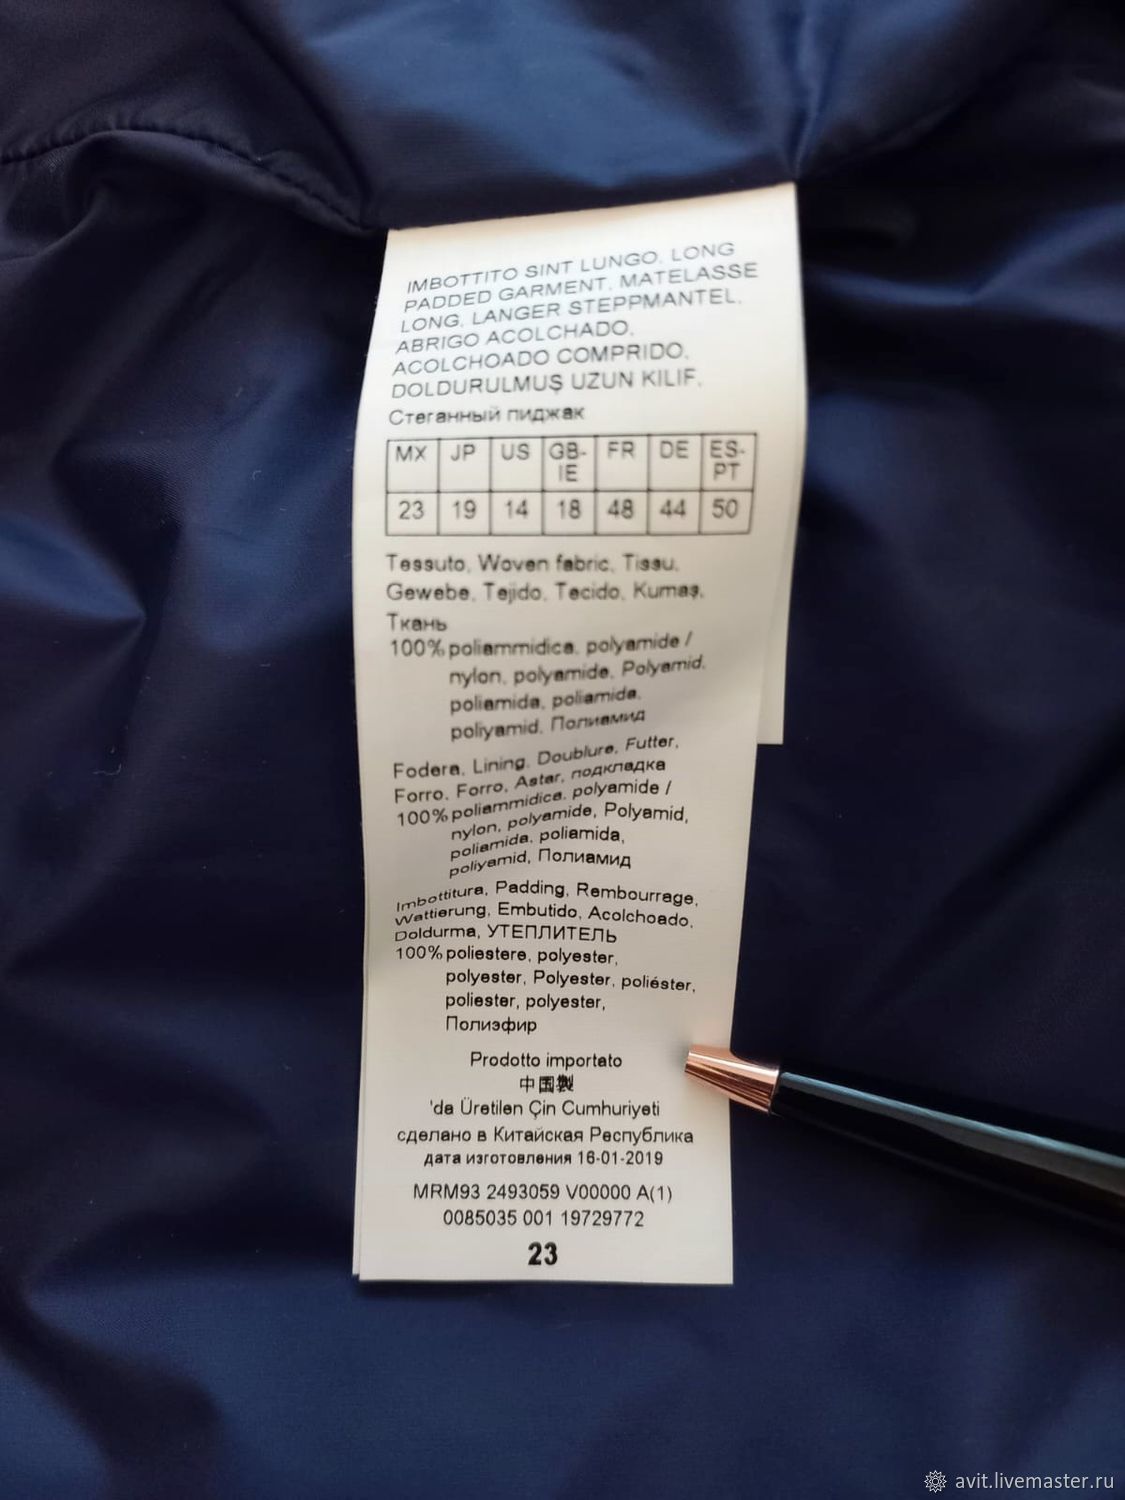 IMBOTTITO SINT LUNGO, LONG
PADDED GARMENT, MATELASSE
LONG, LANGER STEPPMANTEL,
ABRIGO ACOLCHADO,
ACOLCHOADO COMPRIDO,
DOLDURULMUŞ UZUN KILIF,
Стеганный пиджак
MX JP US GB-IE FR DE ES-PT
23 19 14 18 48 44 50
Tessuto, Woven fabric, Tissu,
Gewebe, Tejido, Tecido, Kumaş,
Ткань
100% poliammidica, polyamide /
nylon, polyamide, Polyamid,
poliamida, poliamida,
poliyamid, Полиамид
Fodera, Lining, Doublure, Futter,
Forro, Forro, Astar, подкладка
100% poliammidica, polyamide /
nylon, polyamide, Polyamid,
poliamida, poliamida,
poliyamid, Полиамид
Imbottitura, Padding, Rembourrage,
Wattierung, Embutido, Acolchoado,
Doldurma, УТЕПЛИТЕЛЬ
100% poliestere, polyester,
polyester, Polyester, poliéster,
poliester, polyester,
Полиэфир
Prodotto importato
中国製
'da Üretilen Çin Cumhuriyeti
сделано в Китайская Республика
дата изготовления 16-01-2019
MRM93 2493059 V00000 A(1)
0085035 001 19729772
23
avit.livemaster.ru